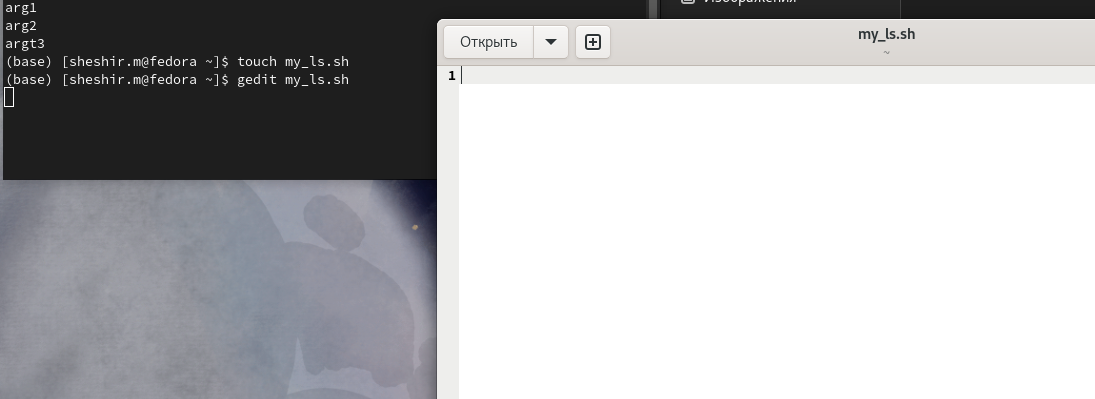 arg1
arg2
argt3
(base) [sheshir.m@fedora ~]$ touch my_ls.sh
(base) [sheshir.m@fedora ~]$ gedit my_ls.sh
Изображения
Открыть
my_ls.sh
~
1